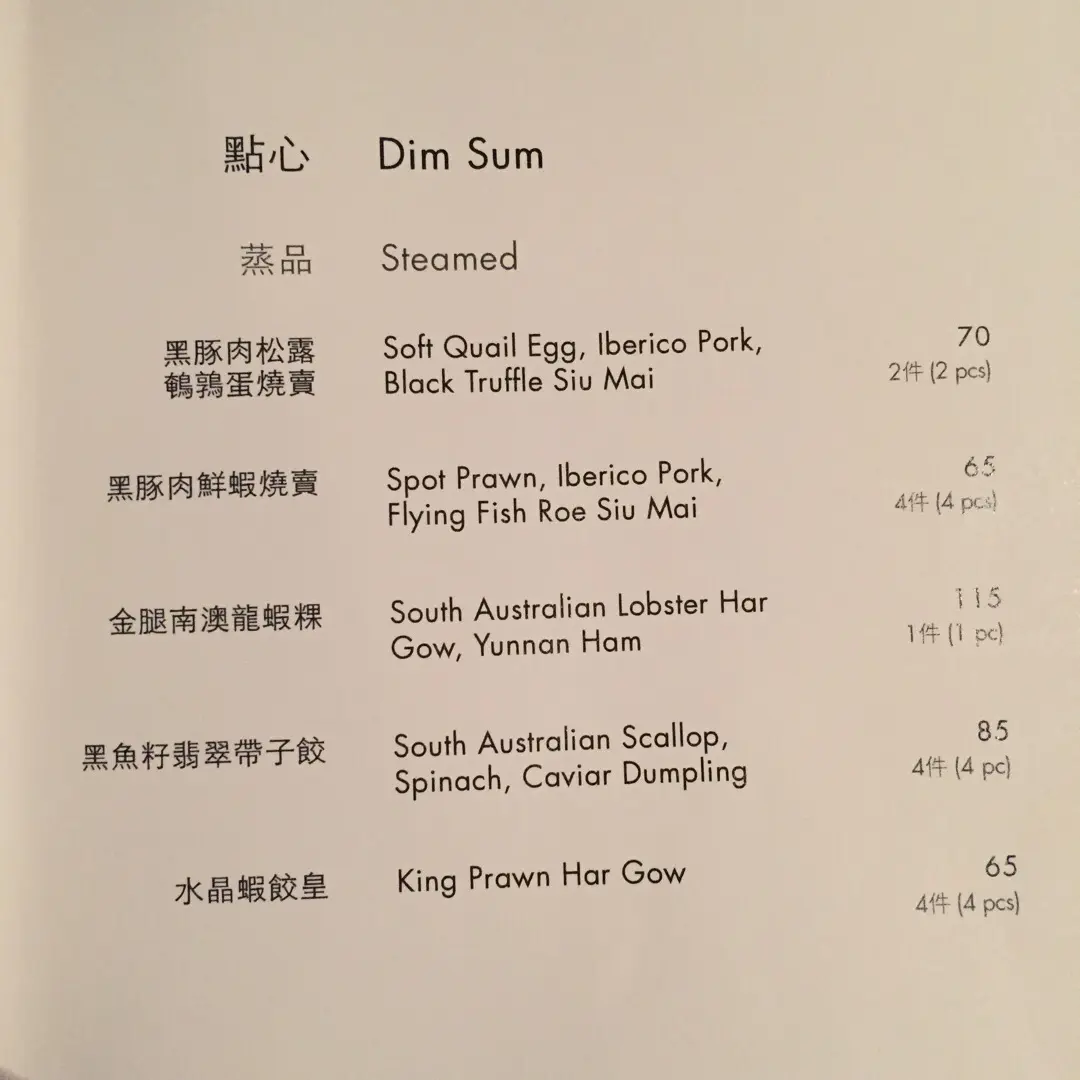 點心 Dim Sum
蒸品 Steamed
黑豚肉松露 Soft Quail Egg, Iberico Pork, 70
鵪鶉蛋燒賣 Black Truffle Siu Mai 2件 (2 pcs)
黑豚肉鮮蝦燒賣 Spot Prawn, Iberico Pork, 65
Flying Fish Roe Siu Mai 4件 (4 pcs)
金腿南澳龍蝦粿 South Australian Lobster Har 115
Gow, Yunnan Ham 1件 (1 pc)
黑魚籽翡翠帶子餃 South Australian Scallop, 85
Spinach, Caviar Dumpling 4件 (4 pc)
水晶蝦餃皇 King Prawn Har Gow 65
4件 (4 pcs)